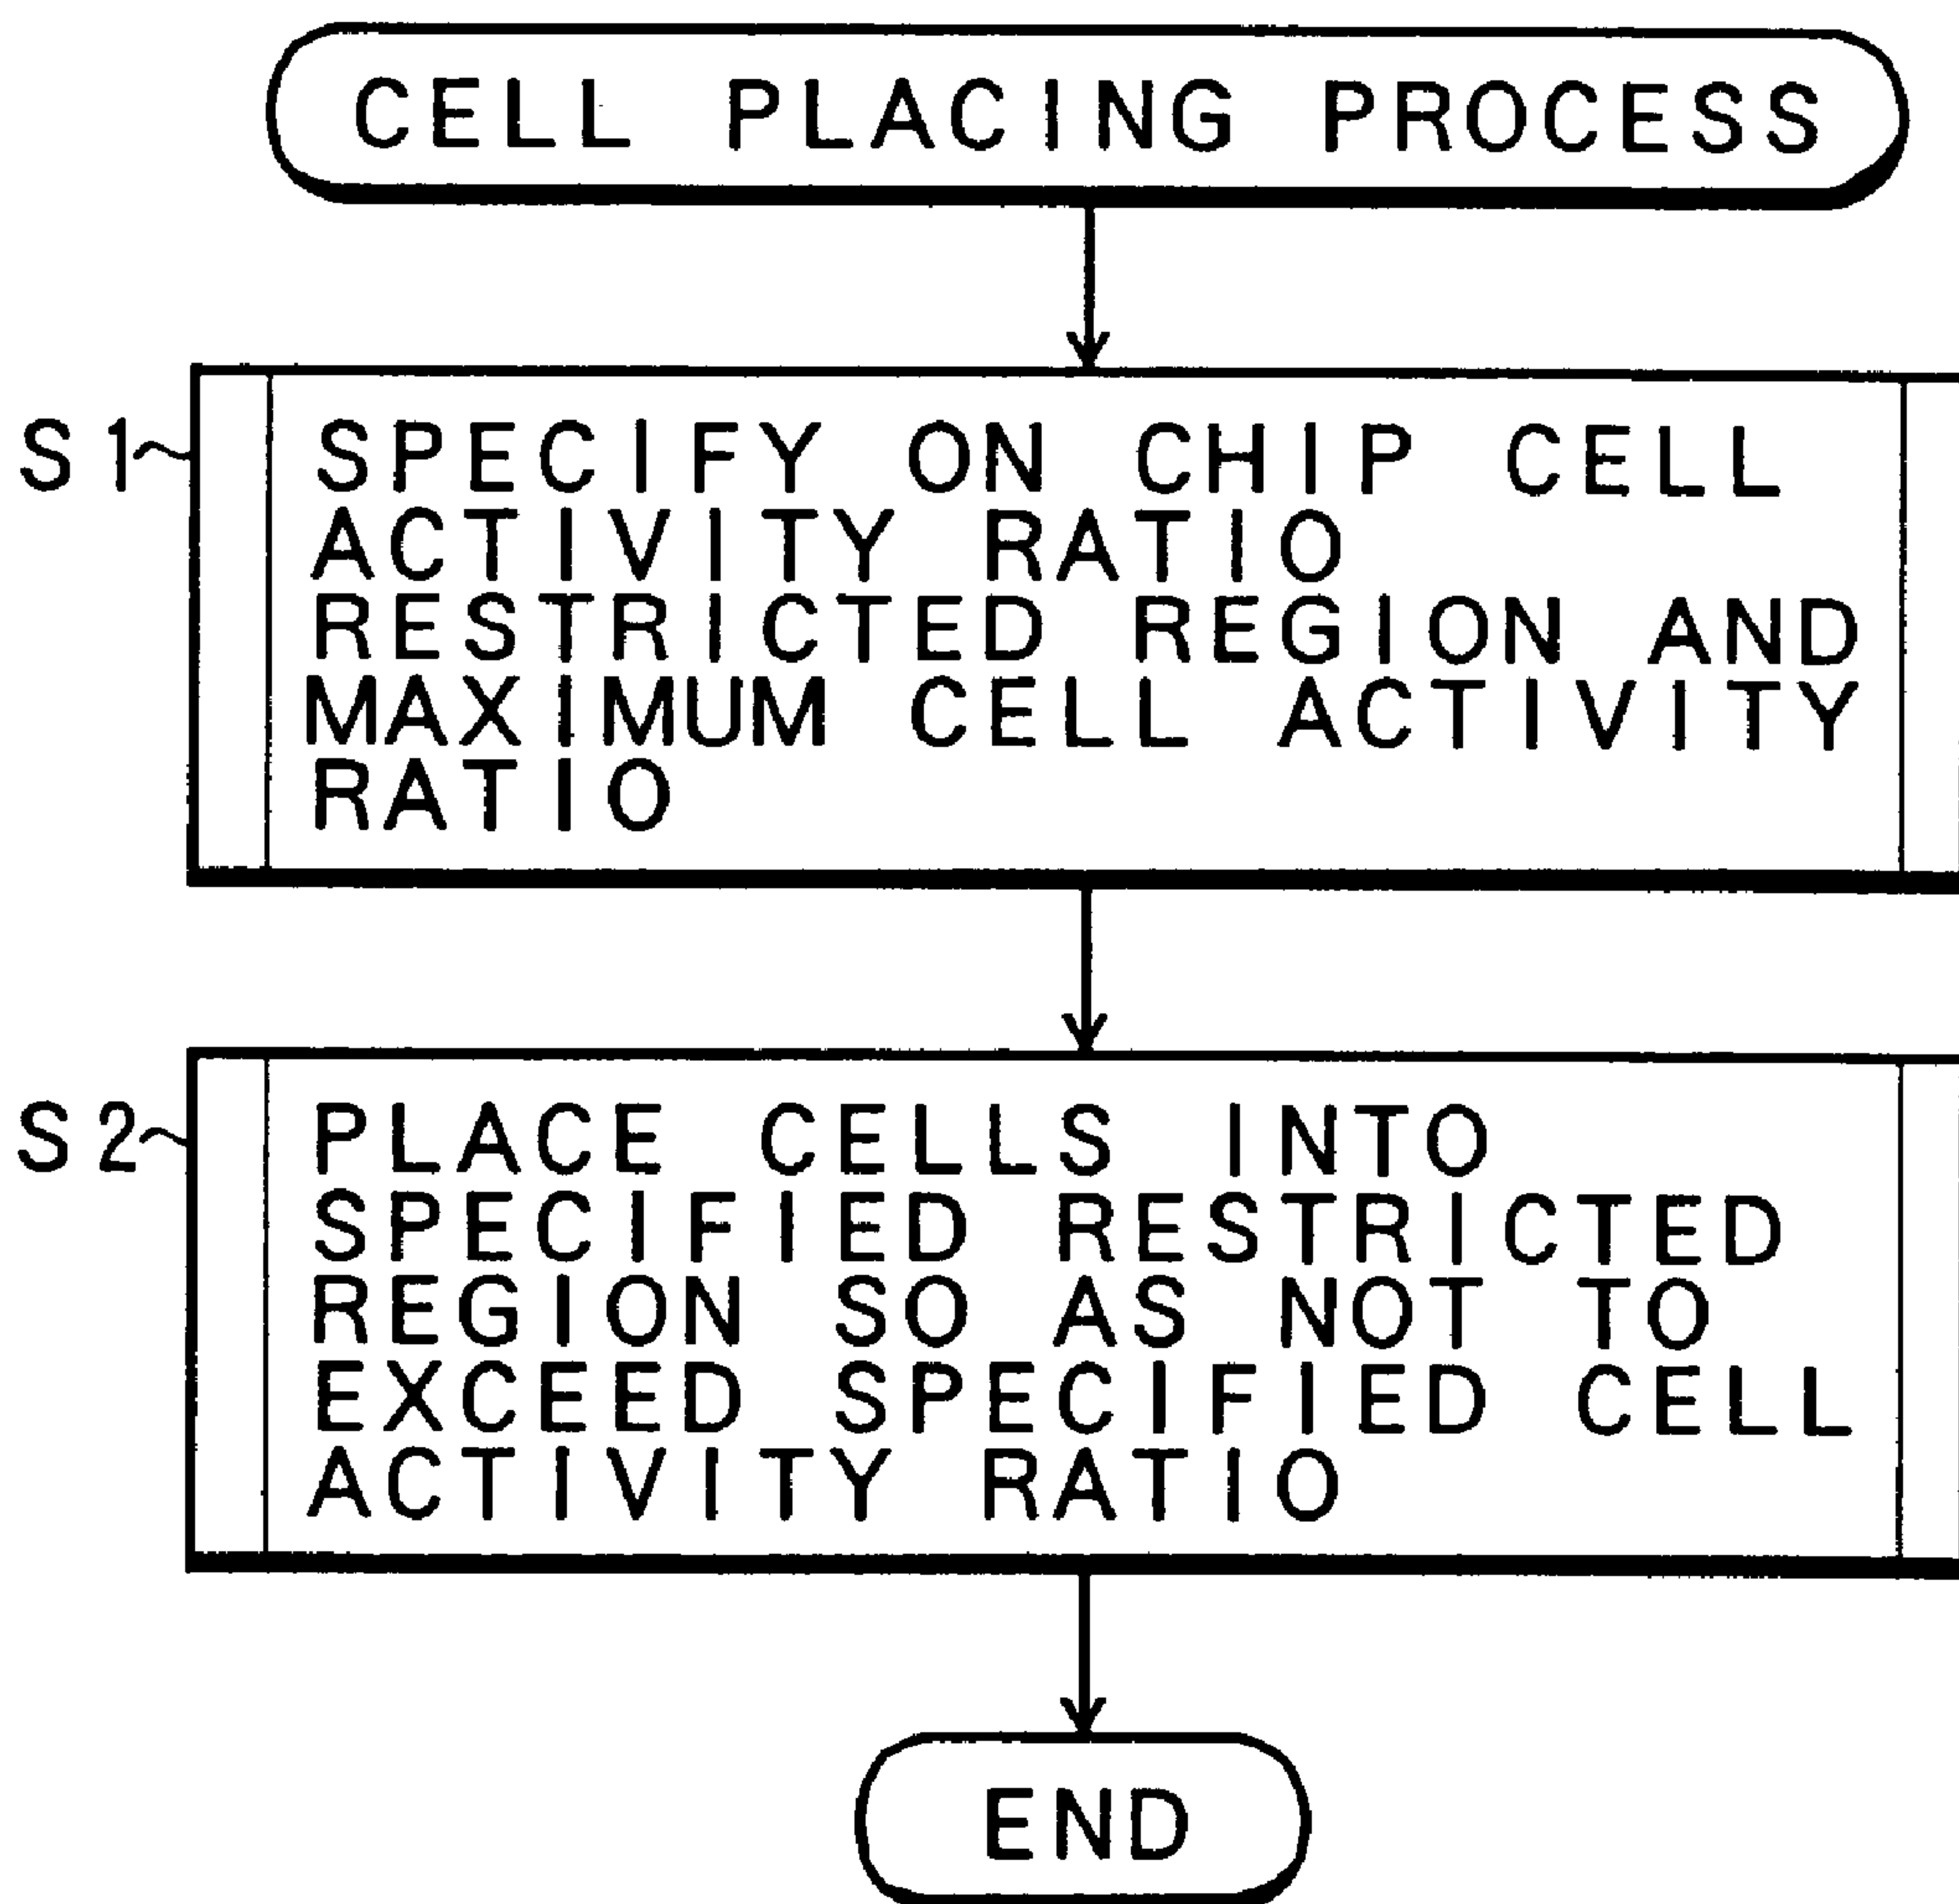 CELL PLACING PROCESS
S1
SPECIFY ON CHIP CELL
ACTIVITY RATIO
RESTRICTED REGION AND
MAXIMUM CELL ACTIVITY
RATIO
S2
PLACE CELLS INTO
SPECIFIED RESTRICTED
REGION SO AS NOT TO
EXCEED SPECIFIED CELL
ACTIVITY RATIO
END